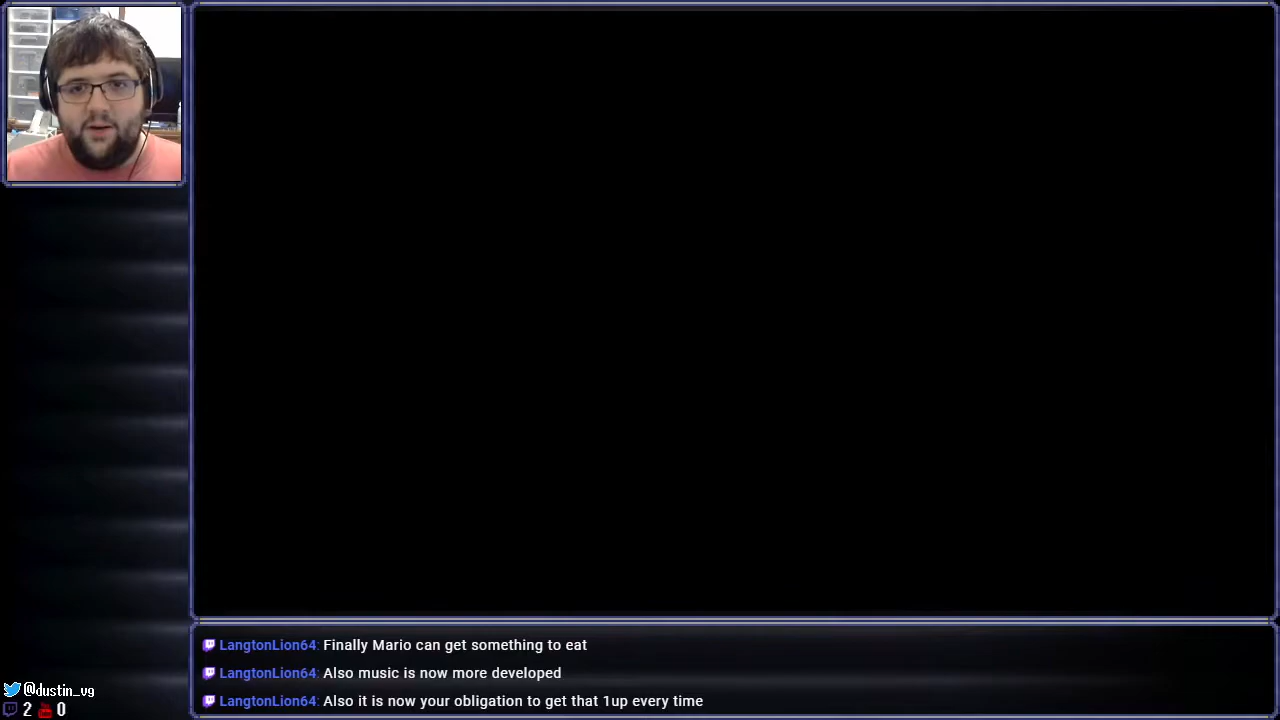 LangtonLion64: Finally Mario can get something to eat
LangtonLion64: Also music is now more developed
LangtonLion64: Also it is now your obligation to get that 1up every time
@dustin_vg
2 0